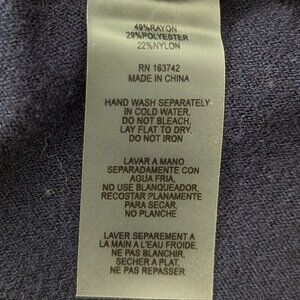 49%RAYON
29%POLYESTER
22%NYLON
RN 163742
MADE IN CHINA
HAND WASH SEPARATELY
IN COLD WATER,
DO NOT BLEACH,
LAY FLAT TO DRY,
DO NOT IRON
LAVAR A MANO
SEPARADAMENTE CON
AGUA FRIA,
NO USE BLANQUEADOR,
RECOSTAR PLANAMENTE
PARA SECAR,
NO PLANCHE
LAVER SEPAREMENT A
LA MAIN A L'EAU FROIDE,
NE PAS BLANCHIR,
SECHER A PLAT,
NE PAS REPASSER